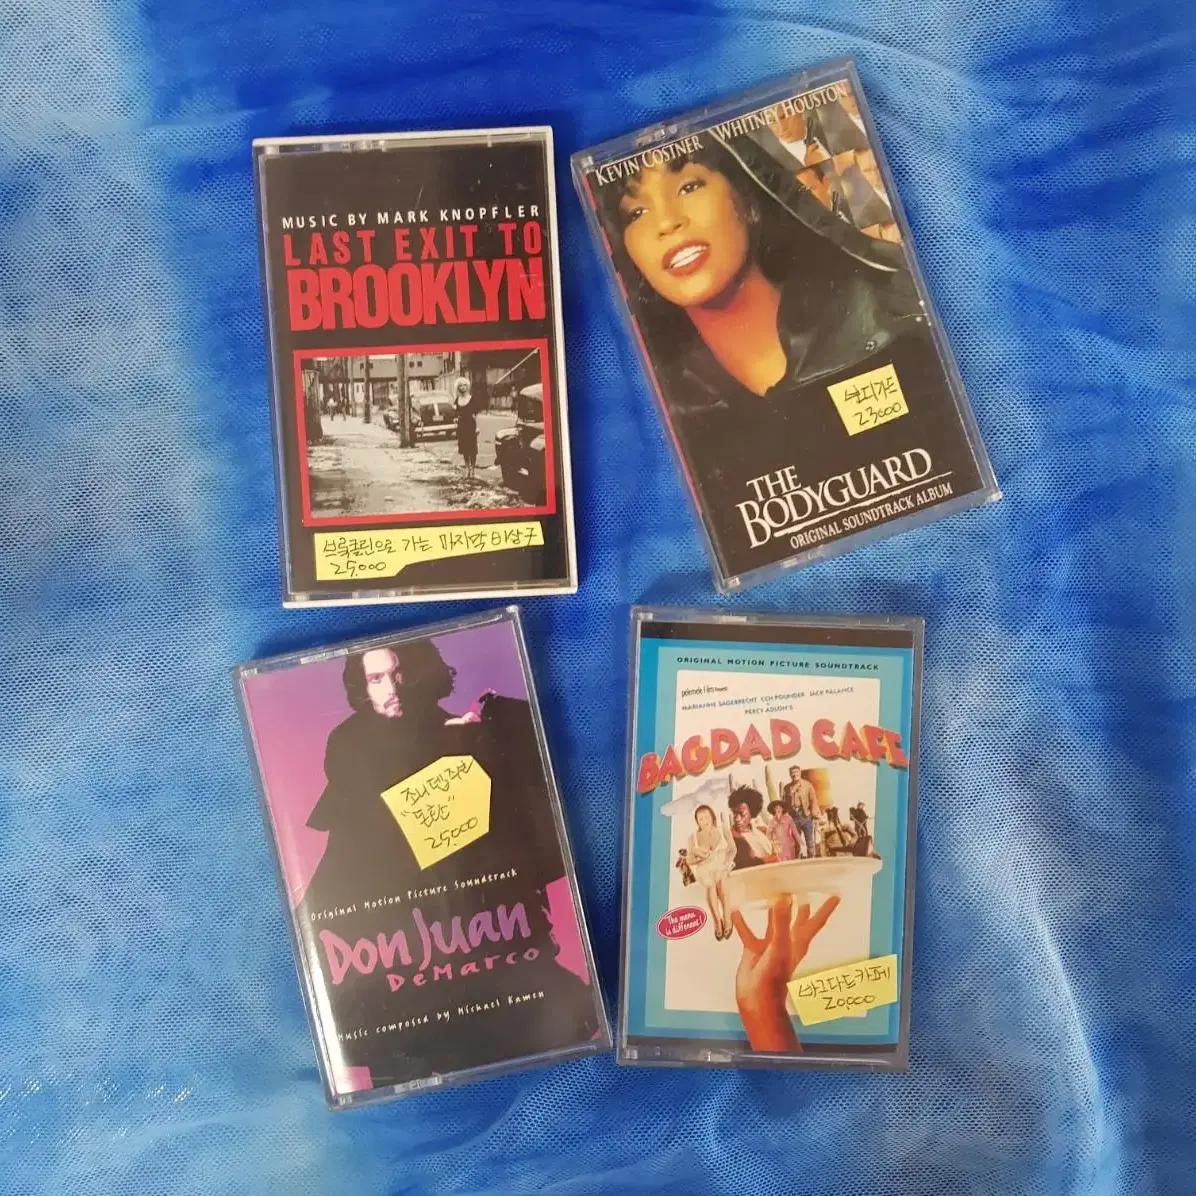 MUSIC BY MARK KNOPFLER
LAST EXIT TO
BROOKLYN
브룩클린으로 가는 마지막 비상구
25,000
KEVIN COSTNER WHITNEY HOUSTON
보디가드
23,000
THE
BODYGUARD
ORIGINAL SOUNDTRACK ALBUM
조니뎁 주연
"돈환"
25,000
Original Motion Picture Soundtrack
Don Juan
DeMarco
Music composed by Michael Kamen
ORIGINAL MOTION PICTURE SOUNDTRACK
pelemele Film
MARIANNE SAGEBRECHT CCH POUNDER JACK PALANCE
PERCY ADLON'S
BAGDAD CAFE
The menu
is different!
바그다드카페
20,000